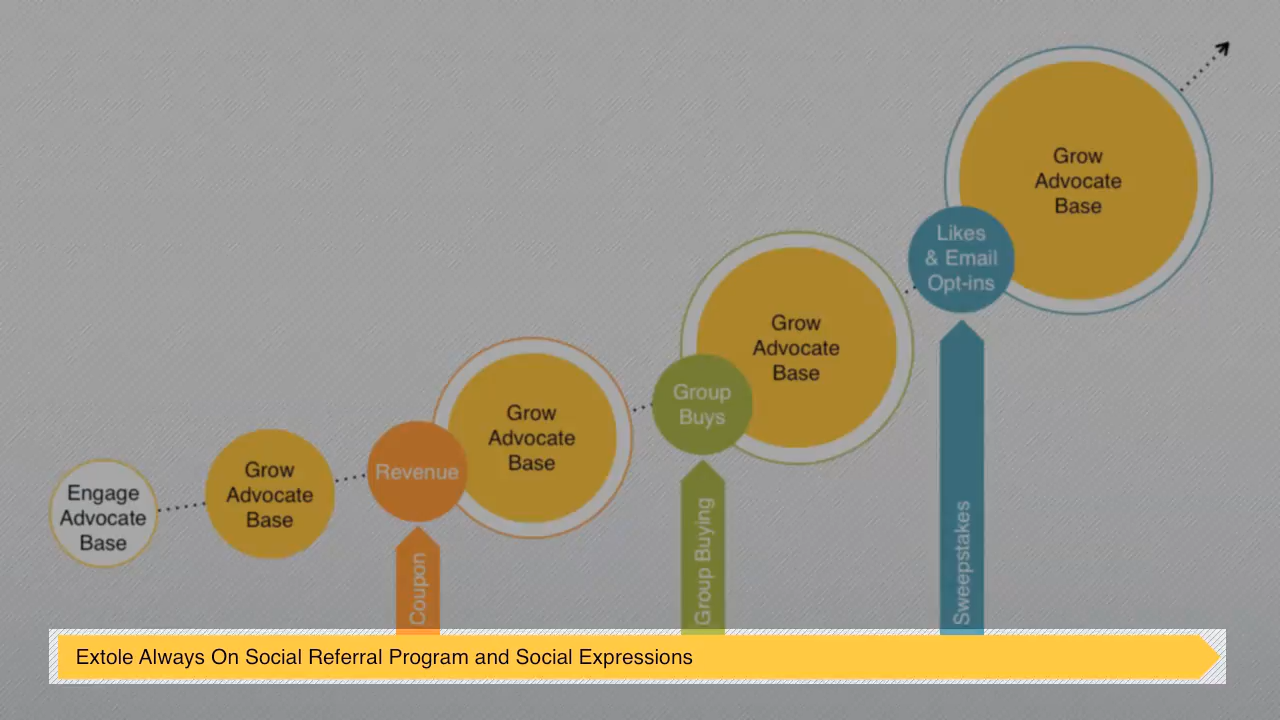 Engage
Advocate
Base
Grow
Advocate
Base
Revenue
Grow
Advocate
Base
Group
Buys
Grow
Advocate
Base
Likes
& Email
Opt-ins
Grow
Advocate
Base
Coupon
Group Buying
Sweepstakes
Extole Always On Social Referral Program and Social Expressions